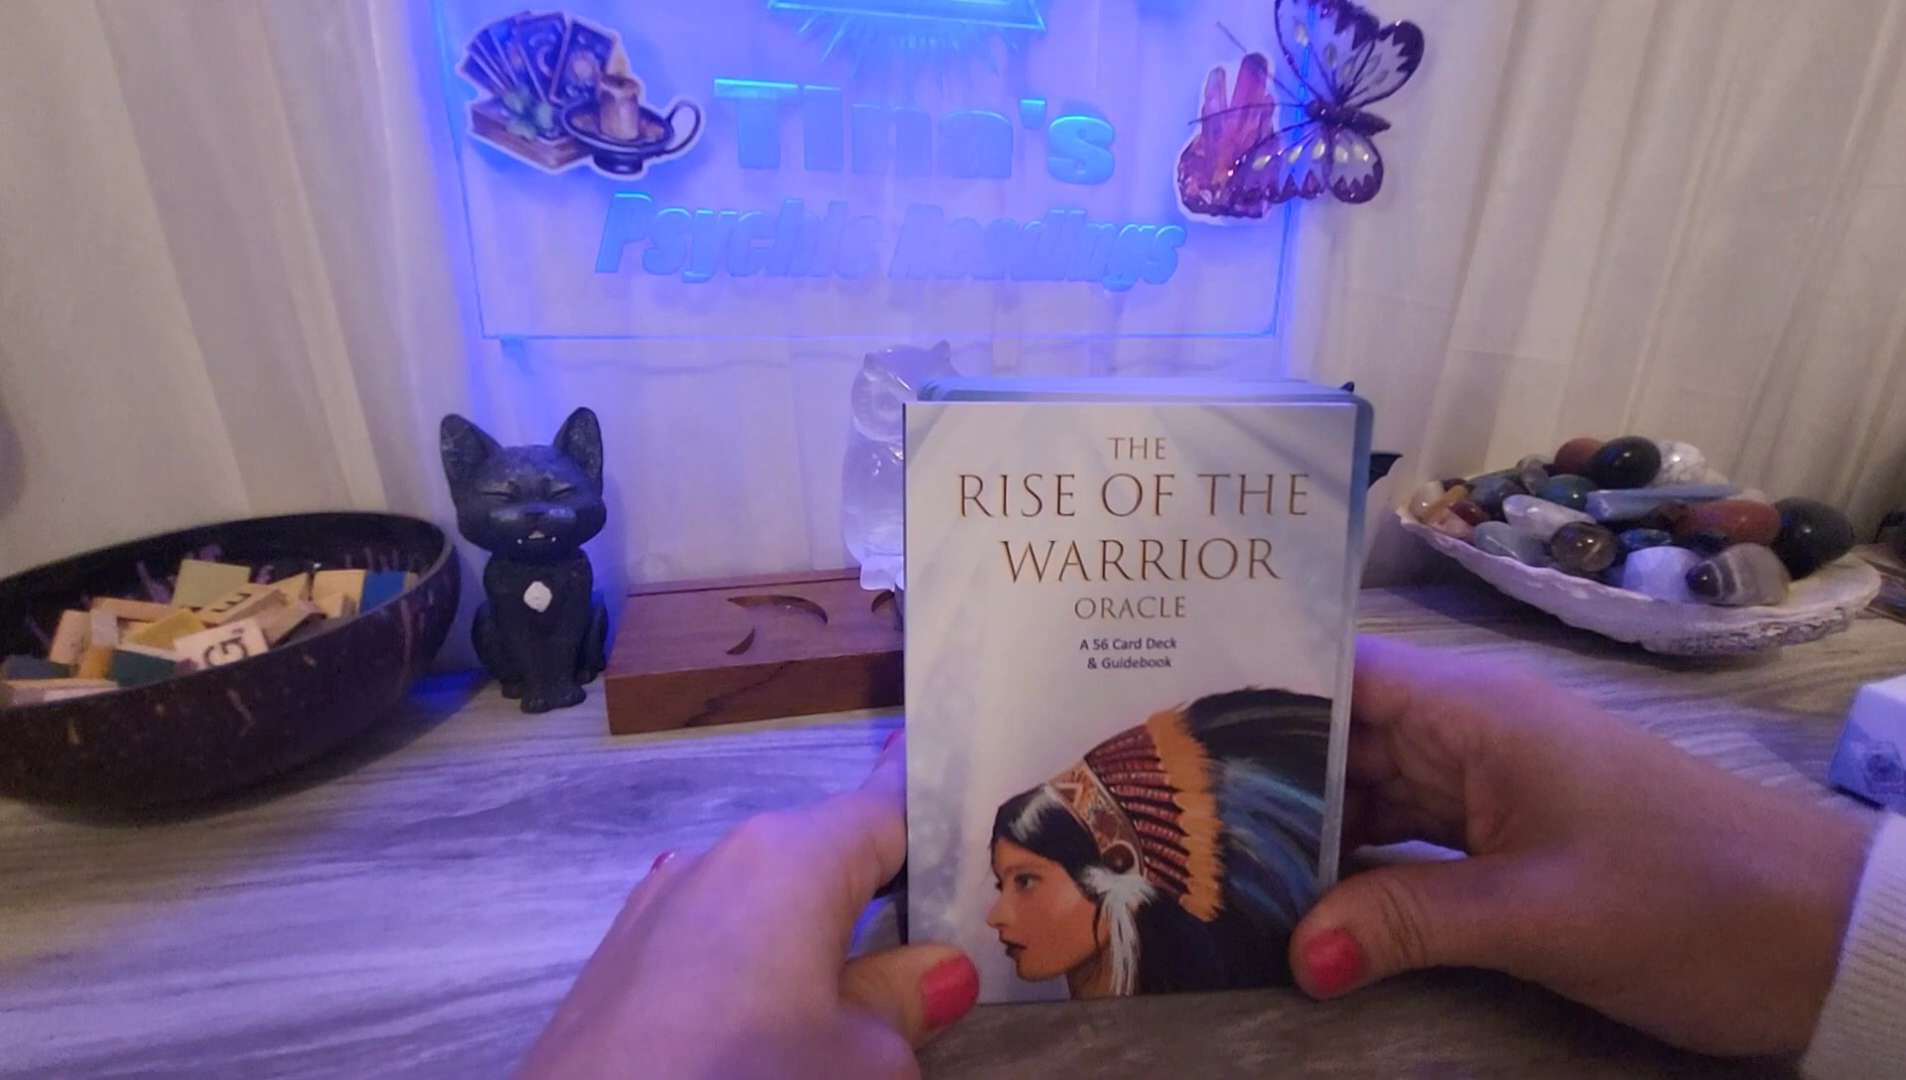 Tina's
Psychic Readings
THE
RISE OF THE
WARRIOR
ORACLE
A 56 Card Deck
& Guidebook
E
G